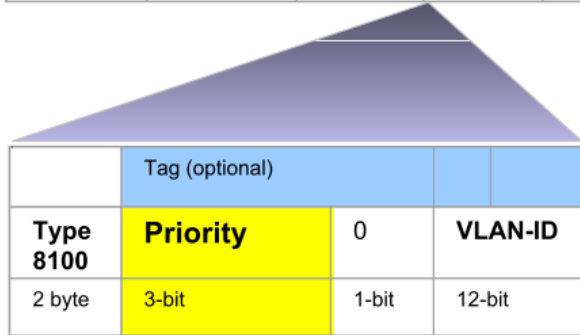 Tag (optional)
Type 8100
Priority
0
VLAN-ID
2 byte
3-bit
1-bit
12-bit